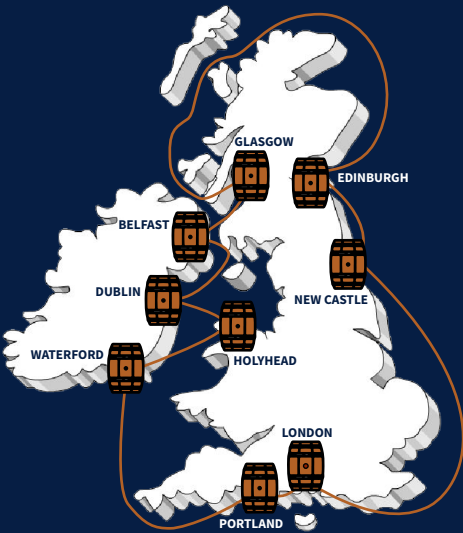 GLASGOW
EDINBURGH
BELFAST
DUBLIN
NEW CASTLE
WATERFORD
HOLYHEAD
LONDON
PORTLAND